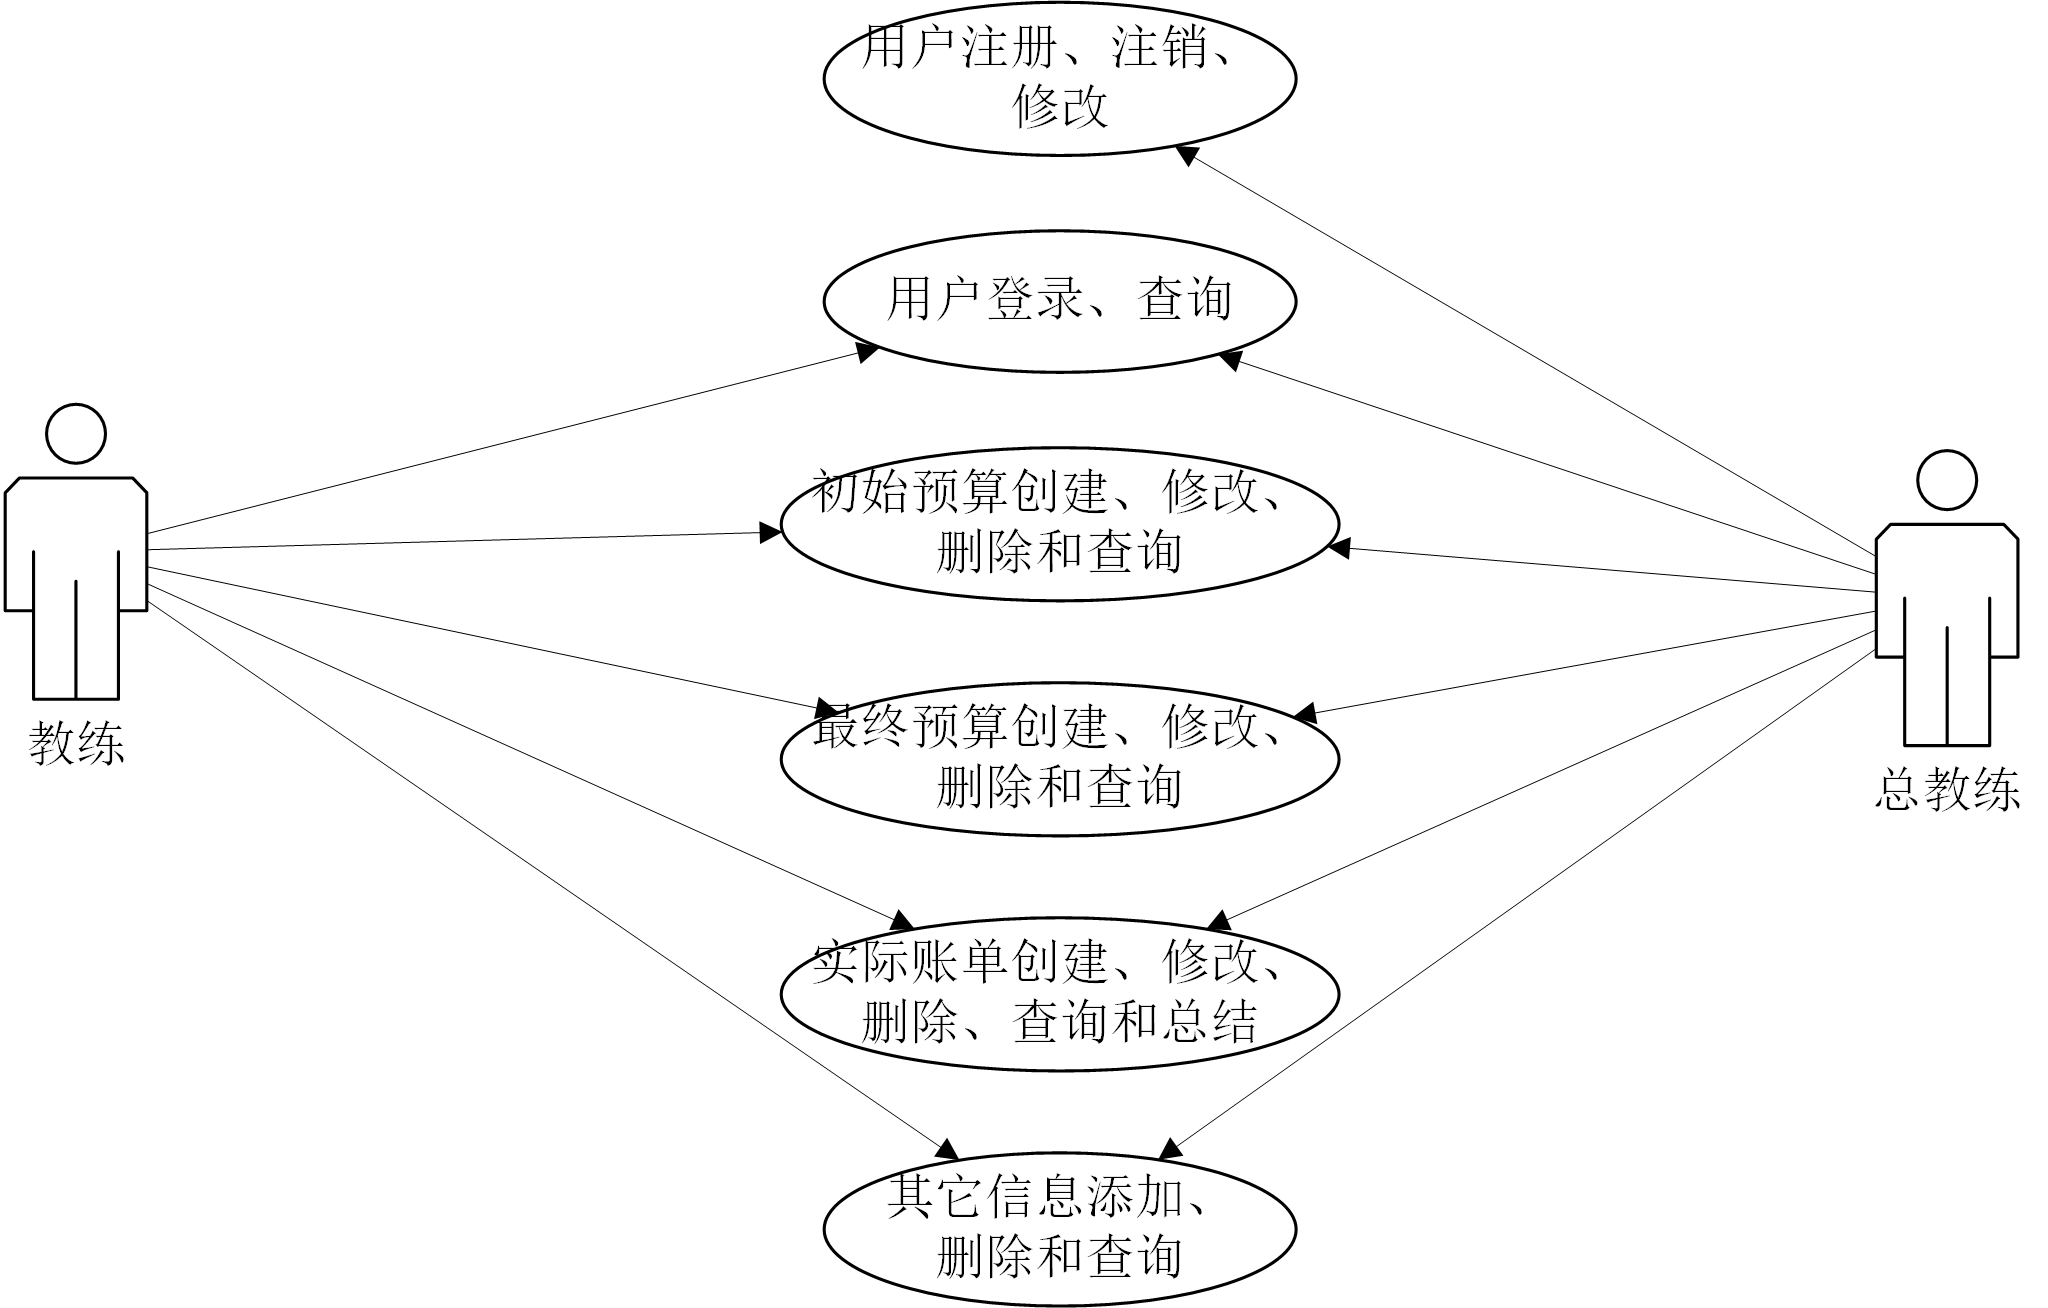 用户注册、注销、
修改
用户登录、查询
初始预算创建、修改、
删除和查询
最终预算创建、修改、
删除和查询
教练
总教练
实际账单创建、修改、
删除、查询和总结
其它信息添加、
删除和查询